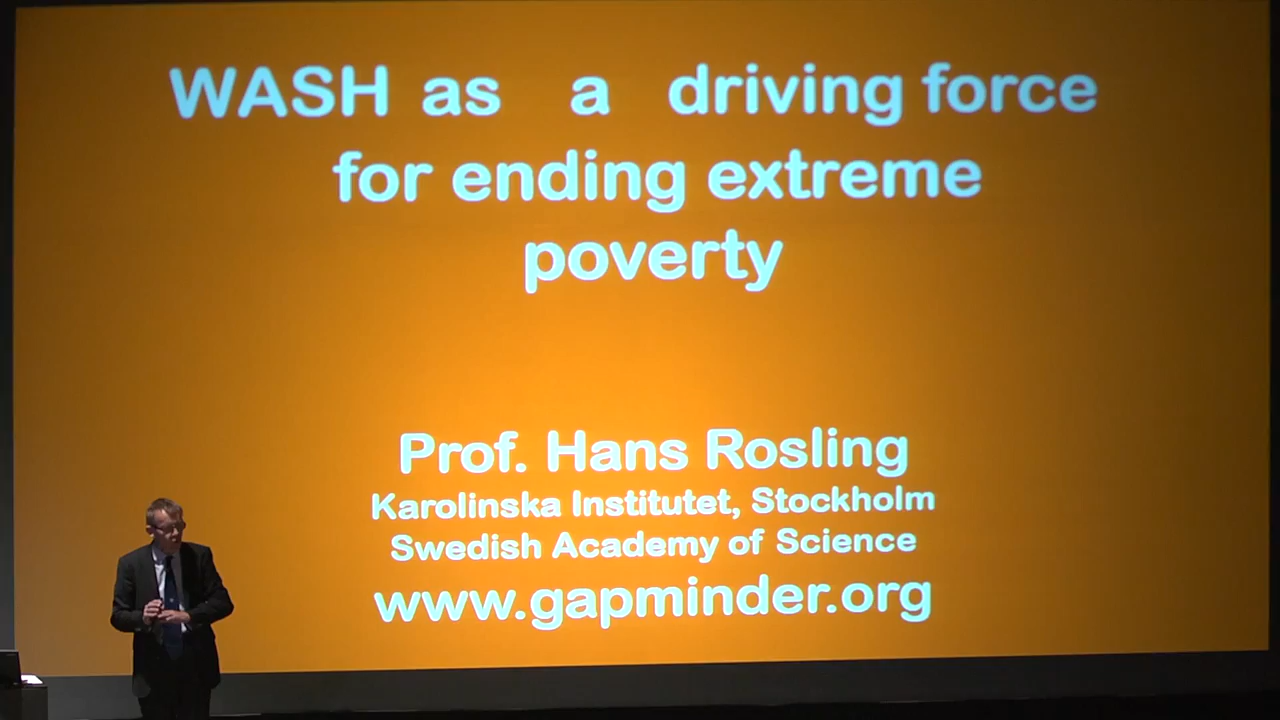 WASH as a driving force
for ending extreme
poverty
Prof. Hans Rosling
Karolinska Institutet, Stockholm
Swedish Academy of Science
www.gapminder.org